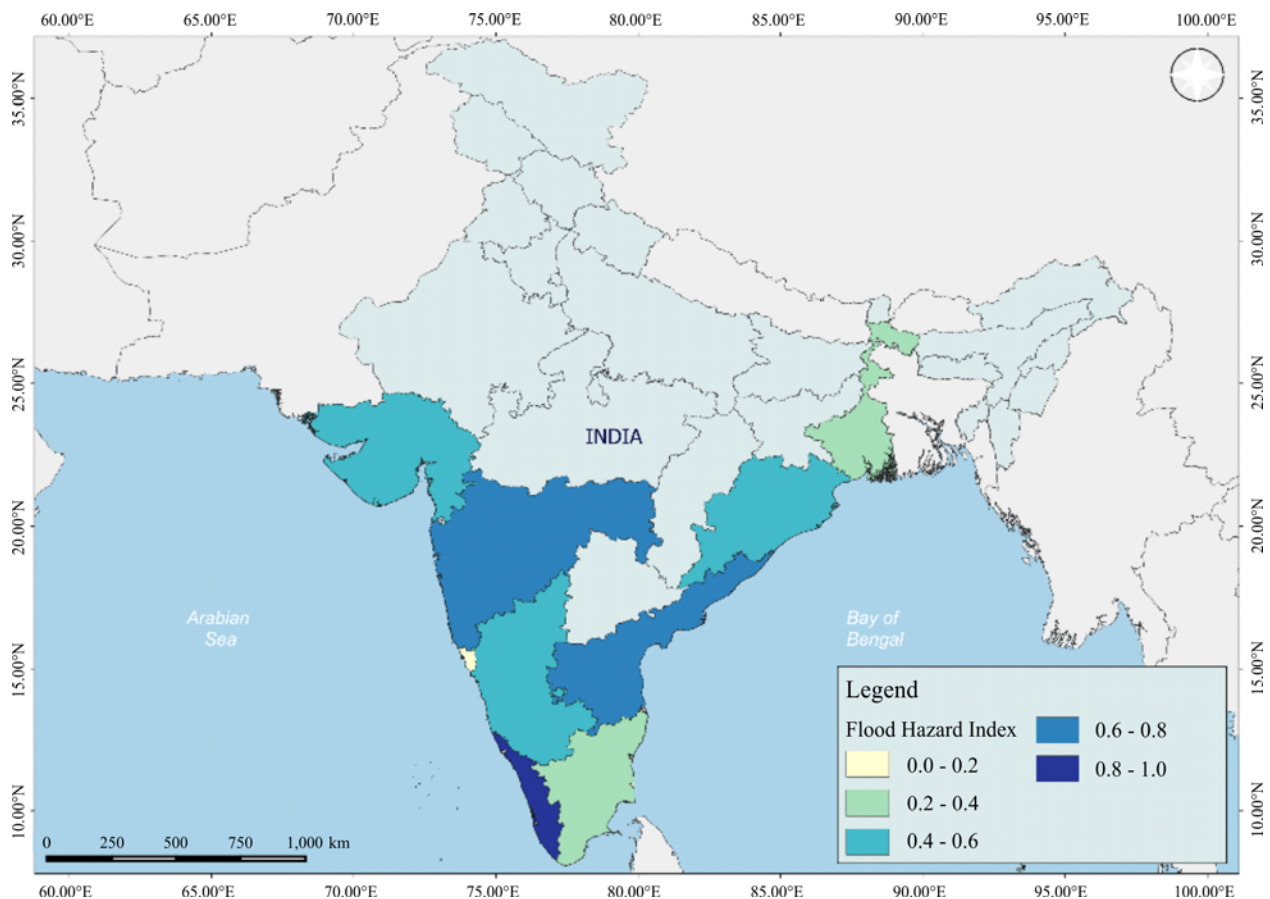 60.00°E 65.00°E 70.00°E 75.00°E 80.00°E 85.00°E 90.00°E 95.00°E 100.00°E
35.00°N 35.00°N
30.00°N 30.00°N
25.00°N 25.00°N
INDIA
20.00°N 20.00°N
Arabian
Sea
Bay of
Bengal
15.00°N 15.00°N
Legend
Flood Hazard Index
0.0 - 0.2
0.2 - 0.4
0.4 - 0.6
0.6 - 0.8
0.8 - 1.0
10.00°N 10.00°N
0 250 500 750 1,000 km
60.00°E 65.00°E 70.00°E 75.00°E 80.00°E 85.00°E 90.00°E 95.00°E 100.00°E